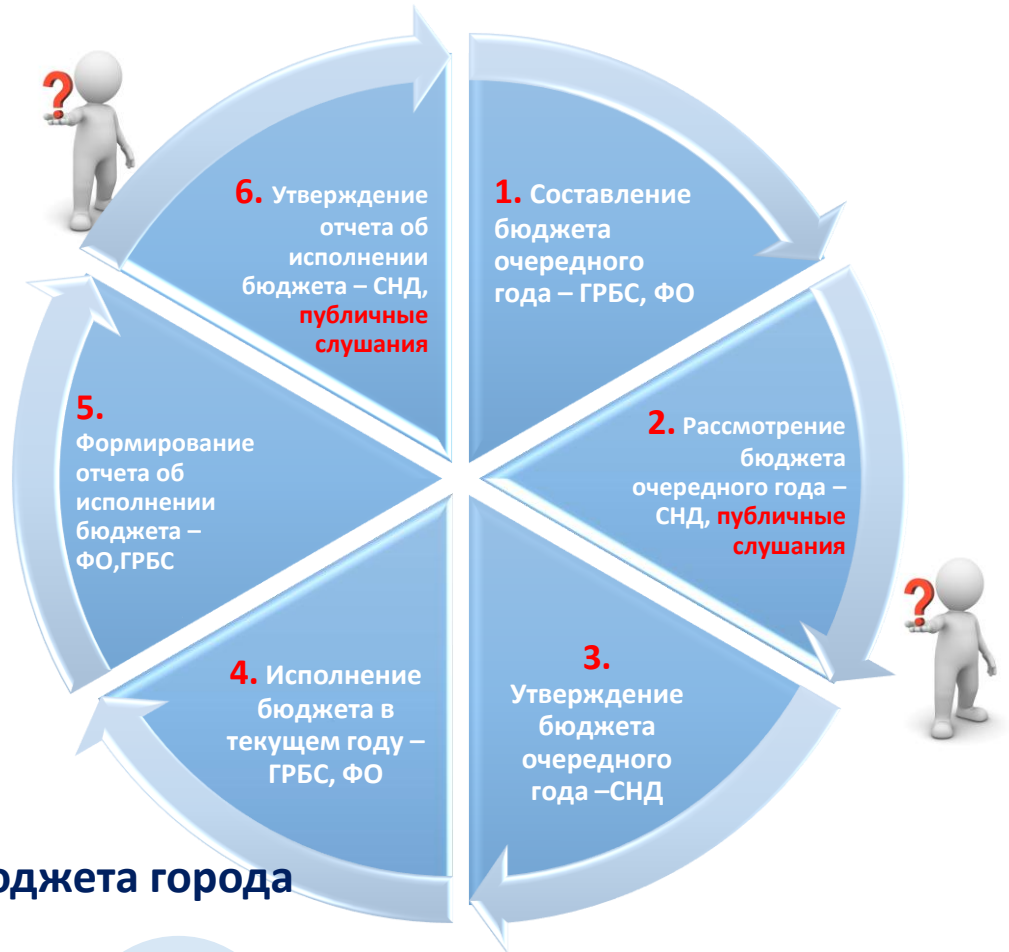 1. Составление
бюджета
очередного
года – ГРБС, ФО
2. Рассмотрение
бюджета
очередного года –
СНД, публичные
слушания
3.
Утверждение
бюджета
очередного
года –СНД
4. Исполнение
бюджета в
текущем году –
ГРБС, ФО
5.
Формирование
отчета об
исполнении
бюджета –
ФО,ГРБС
6. Утверждение
отчета об
исполнении
бюджета – СНД,
публичные
слушания
?
?
города